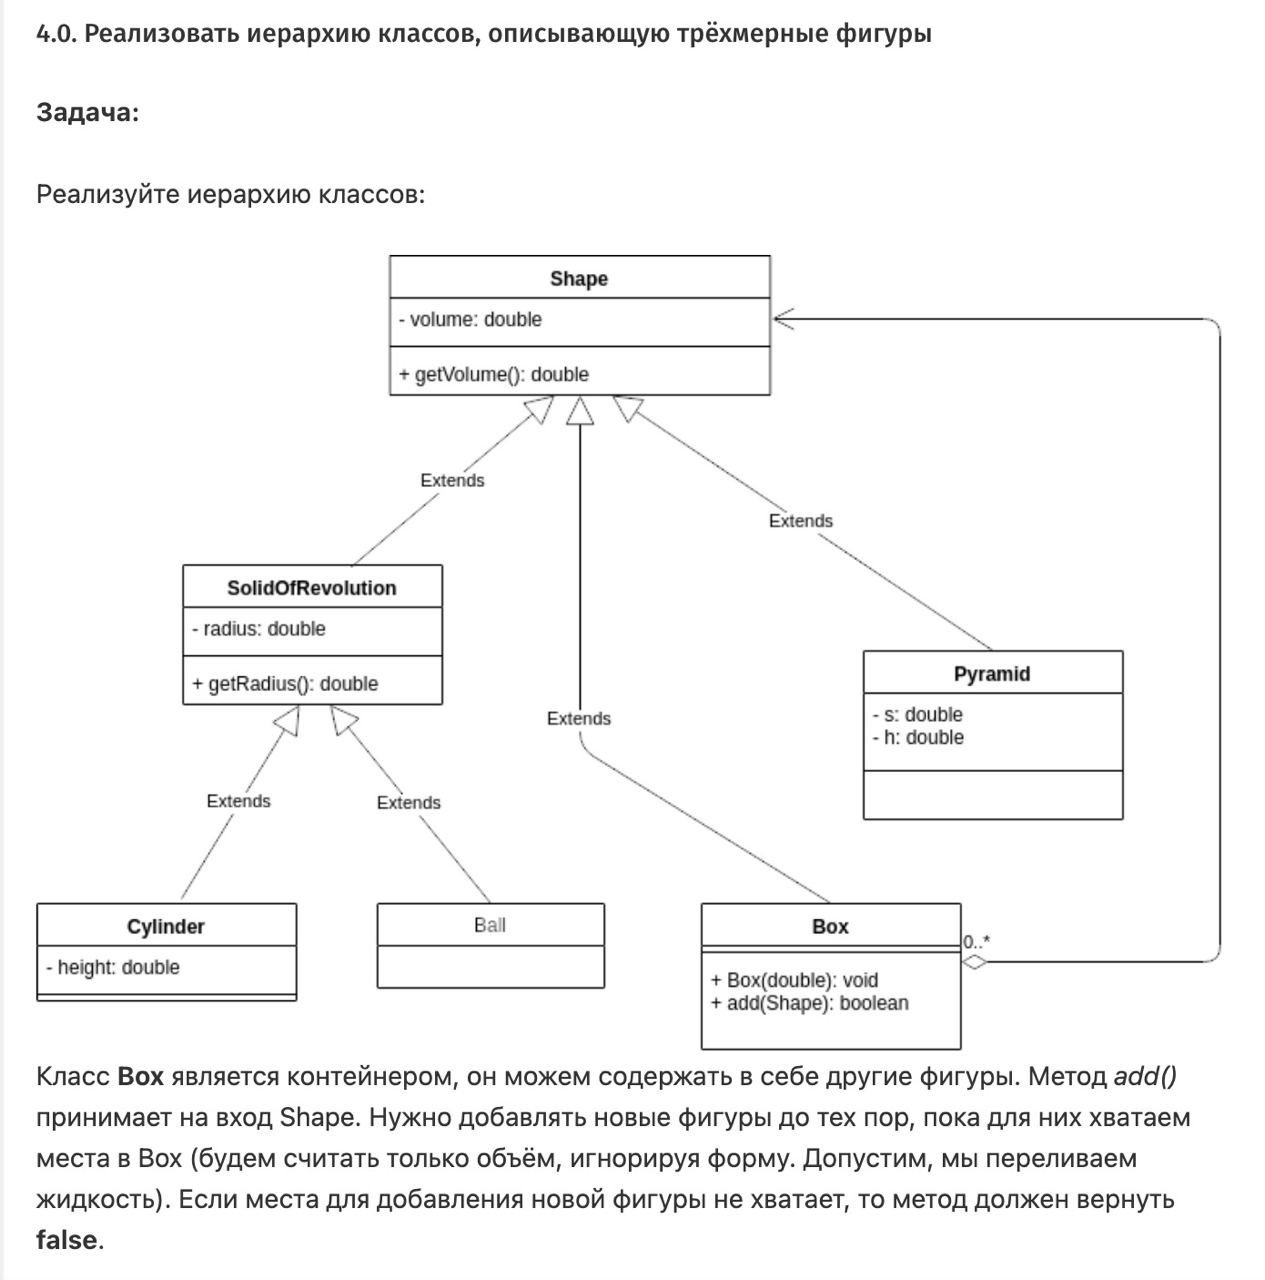 4.0. Реализовать иерархию классов, описывающую трёхмерные фигуры
Задача:
Реализуйте иерархию классов:
Shape
- volume: double
+ getVolume(): double
Extends
Extends
SolidOfRevolution
- radius: double
+ getRadius(): double
Pyramid
- s: double
- h: double
Extends
Extends
Extends
Cylinder
- height: double
Ball
Box
0..*
+ Box(double): void
+ add(Shape): boolean
Класс Box является контейнером, он можем содержать в себе другие фигуры. Метод add()
принимает на вход Shape. Нужно добавлять новые фигуры до тех пор, пока для них хватаем
места в Box (будем считать только объём, игнорируя форму. Допустим, мы переливаем
жидкость). Если места для добавления новой фигуры не хватает, то метод должен вернуть
false.